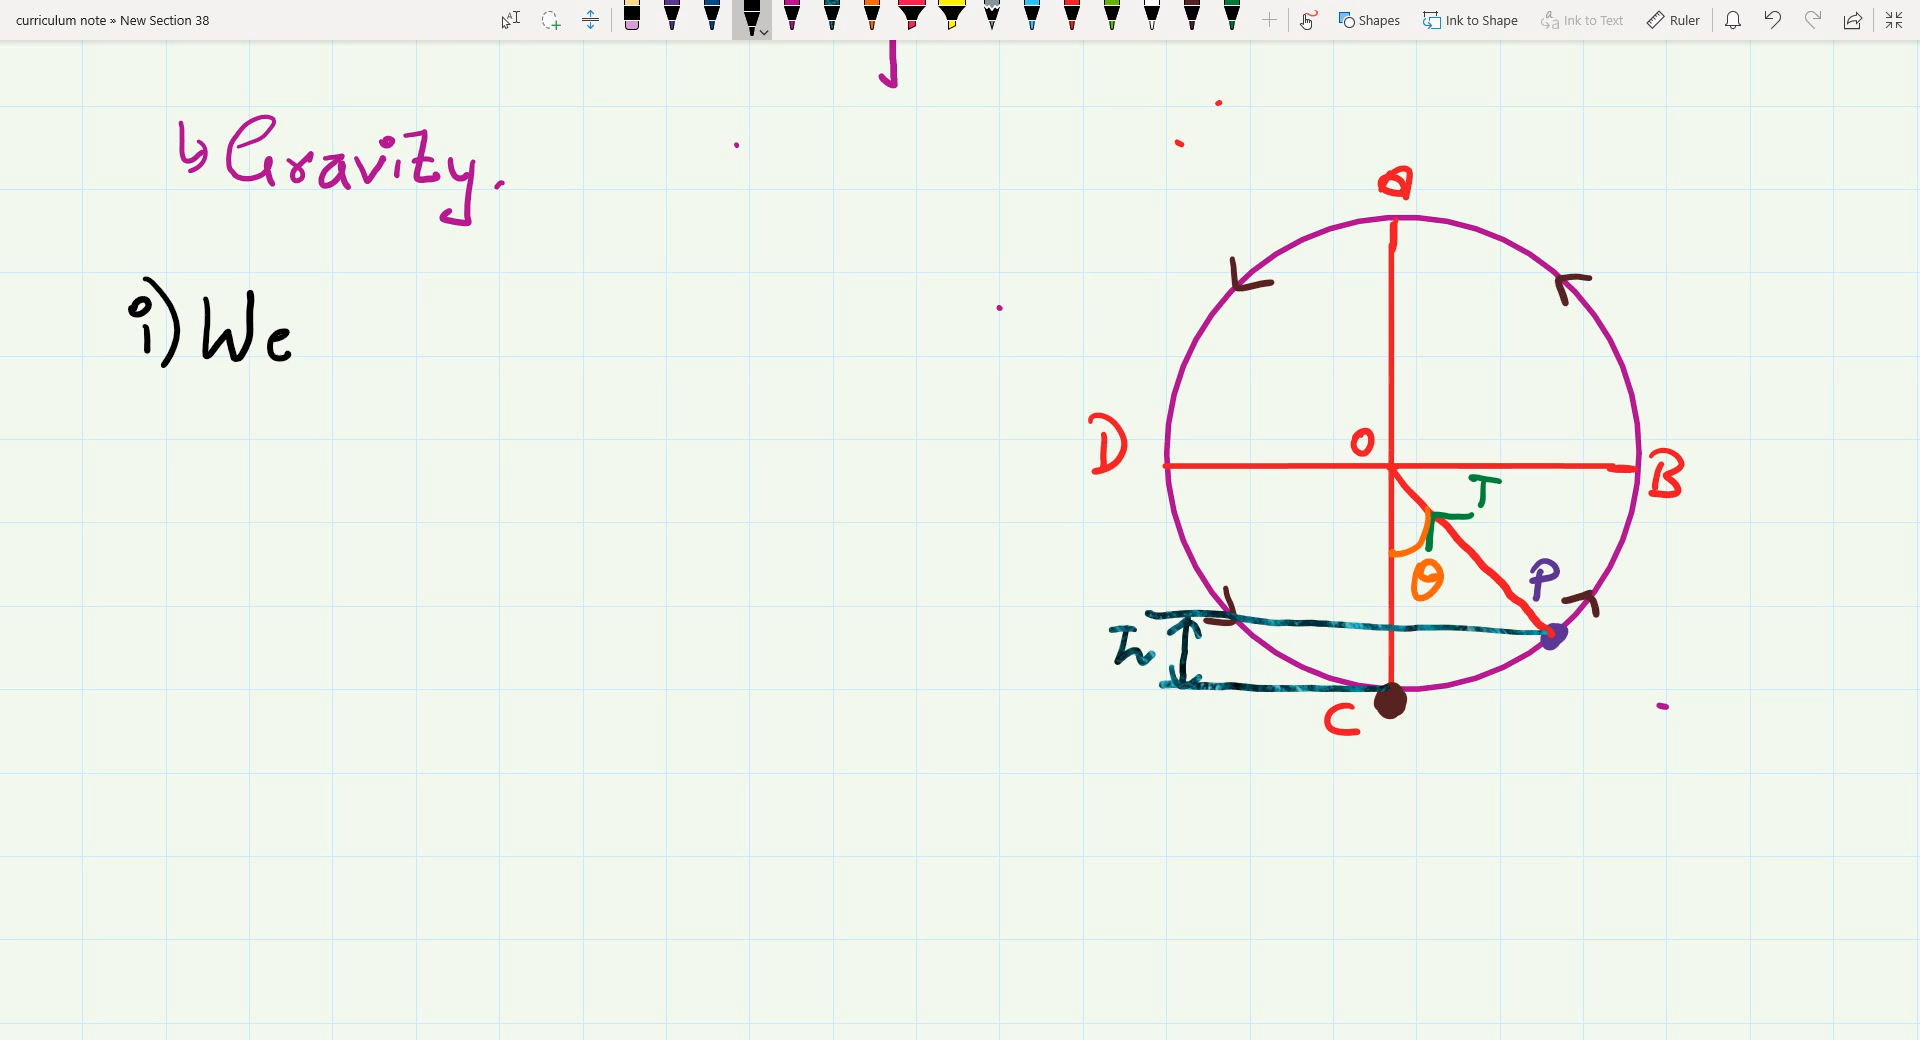 curriculum note » New Section 38
Shapes
Ink to Shape
Ink to Text
Ruler
↳ Gravity.
i) We
D
O
B
T
θ
P
h
C